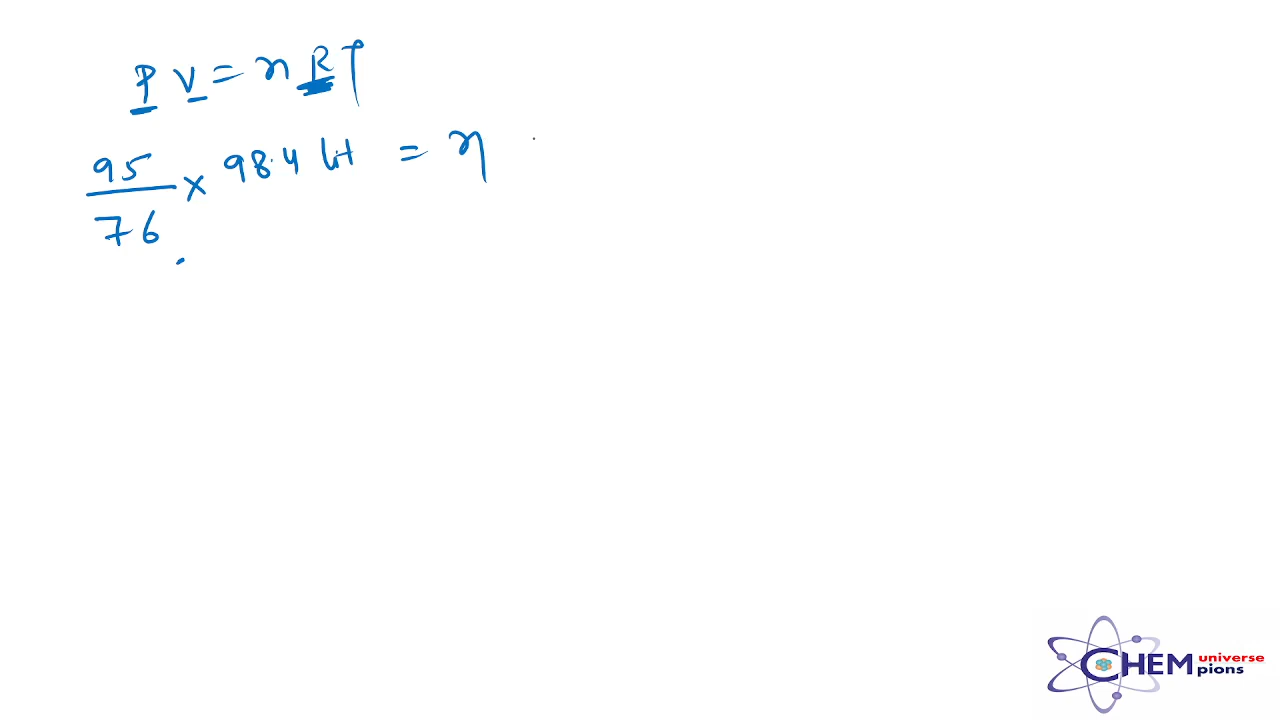 PV = nRT
95/76 × 98.4 lit = n
CHEM universe
pions